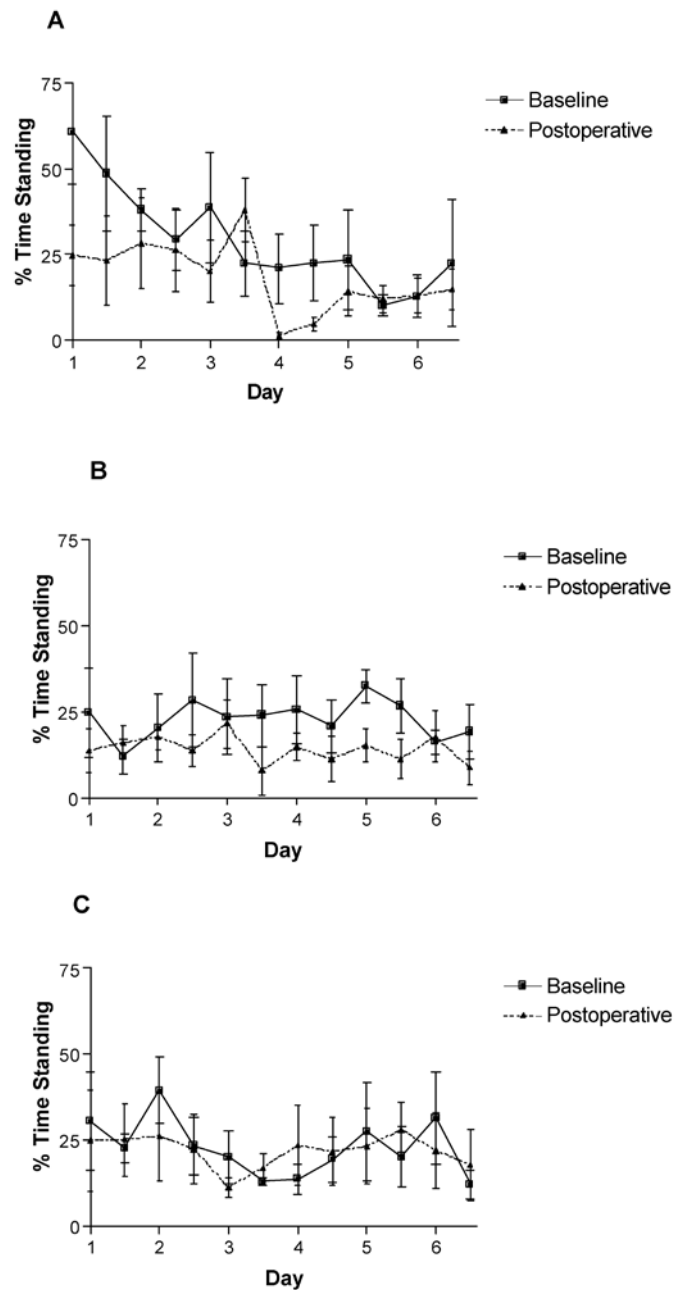 A
75
50
25
0
% Time Standing
1 2 3 4 5 6
Day
Baseline
Postoperative
B
75
50
25
0
% Time Standing
1 2 3 4 5 6
Day
Baseline
Postoperative
C
75
50
25
0
% Time Standing
1 2 3 4 5 6
Day
Baseline
Postoperative